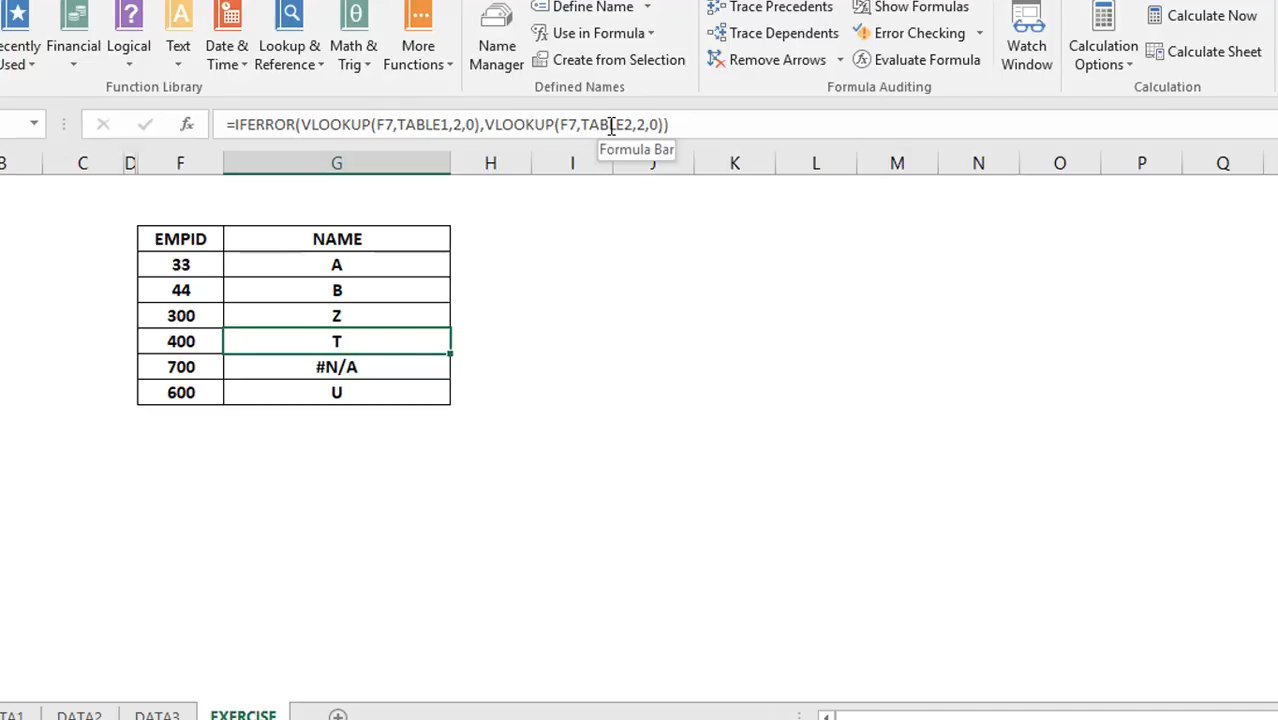 Define Name
Trace Precedents
Show Formulas
Calculate Now
ecently
Used
Financial
Logical
Text
Date &
Time
Lookup &
Reference
Math &
Trig
More
Functions
Name
Manager
Use in Formula
Create from Selection
Trace Dependents
Remove Arrows
Error Checking
Evaluate Formula
Watch
Window
Calculation
Options
Calculate Sheet
Function Library
Defined Names
Formula Auditing
Calculation
fx =IFERROR(VLOOKUP(F7,TABLE1,2,0),VLOOKUP(F7,TABLE2,2,0))
Formula Bar
B C D F G H I J K L M N O P Q
EMPID NAME
33 A
44 B
300 Z
400 T
700 #N/A
600 U
TA1 DATA2 DATA3 EXERCISE